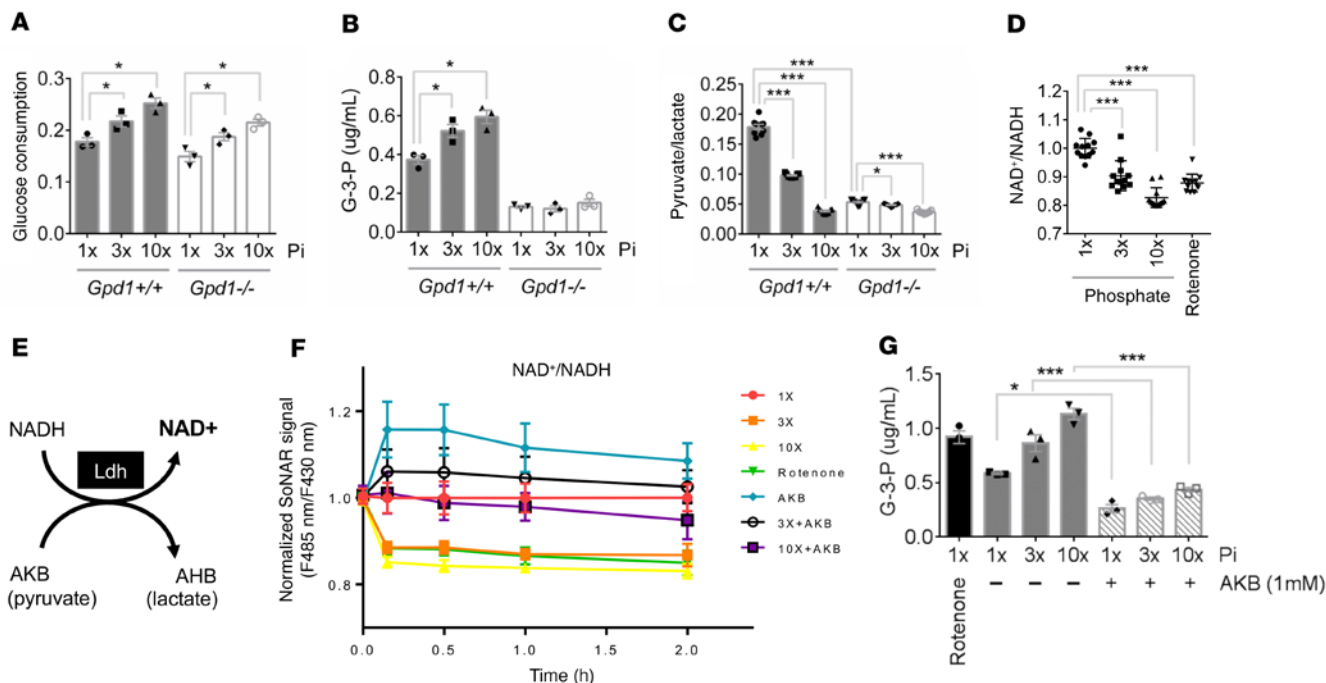 A
Glucose consumption
0.3
0.2
0.1
0.0
* * * *
1x 3x 10x 1x 3x 10x Pi
Gpd1+/+ Gpd1-/-
B
G-3-P (ug/mL)
0.8
0.6
0.4
0.2
0.0
* *
1x 3x 10x 1x 3x 10x Pi
Gpd1+/+ Gpd1-/-
C
Pyruvate/lactate
0.25
0.20
0.15
0.10
0.05
0.00
***
***
***
***
*
1x 3x 10x 1x 3x 10x Pi
Gpd1+/+ Gpd1-/-
D
NAD+/NADH
1.2
1.1
1.0
0.9
0.8
0.7
***
***
***
1x 3x 10x Rotenone
Phosphate
E
NADH NAD+
Ldh
AKB AHB
(pyruvate) (lactate)
F
NAD+/NADH
Normalized SoNAR signal
(F485 nm/F430 nm)
1.2
1.0
0.8
0.0 0.5 1.0 1.5 2.0
Time (h)
1X
3X
10X
Rotenone
AKB
3X+AKB
10X+AKB
G
G-3-P (ug/mL)
1.5
1.0
0.5
0.0
***
***
*
1x 1x 3x 10x 1x 3x 10x Pi
Rotenone – – – + + + AKB (1mM)